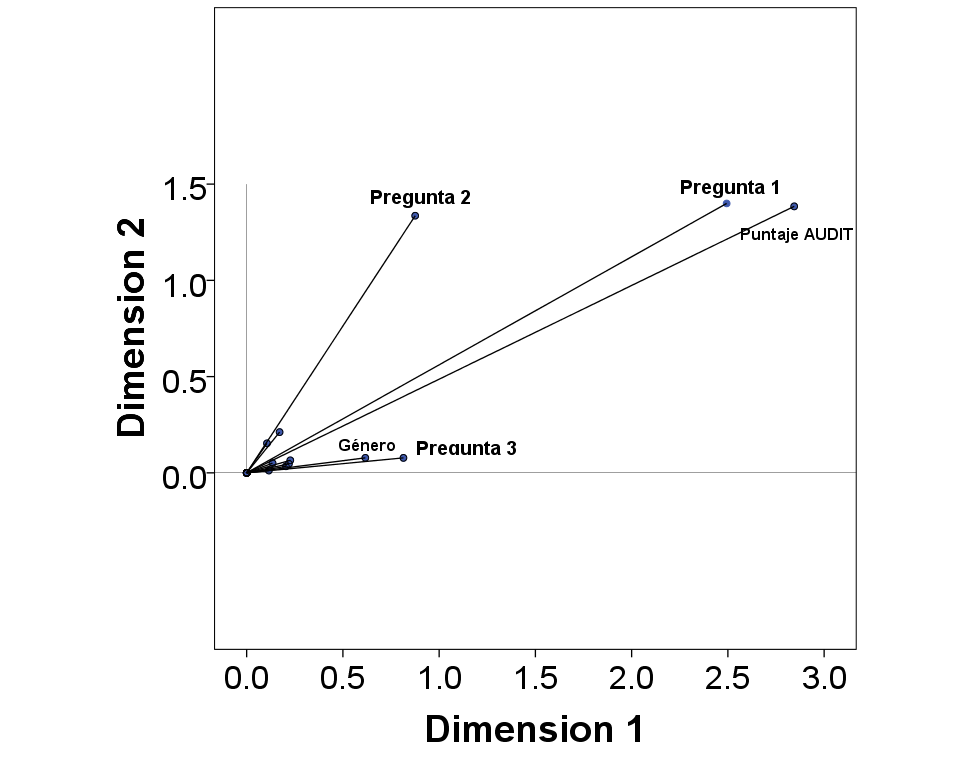 Pregunta 1
Pregunta 2
Puntaje AUDIT
Género
Pregunta 3
1.5
1.0
0.5
0.0
Dimension 2
0.0 0.5 1.0 1.5 2.0 2.5 3.0
Dimension 1